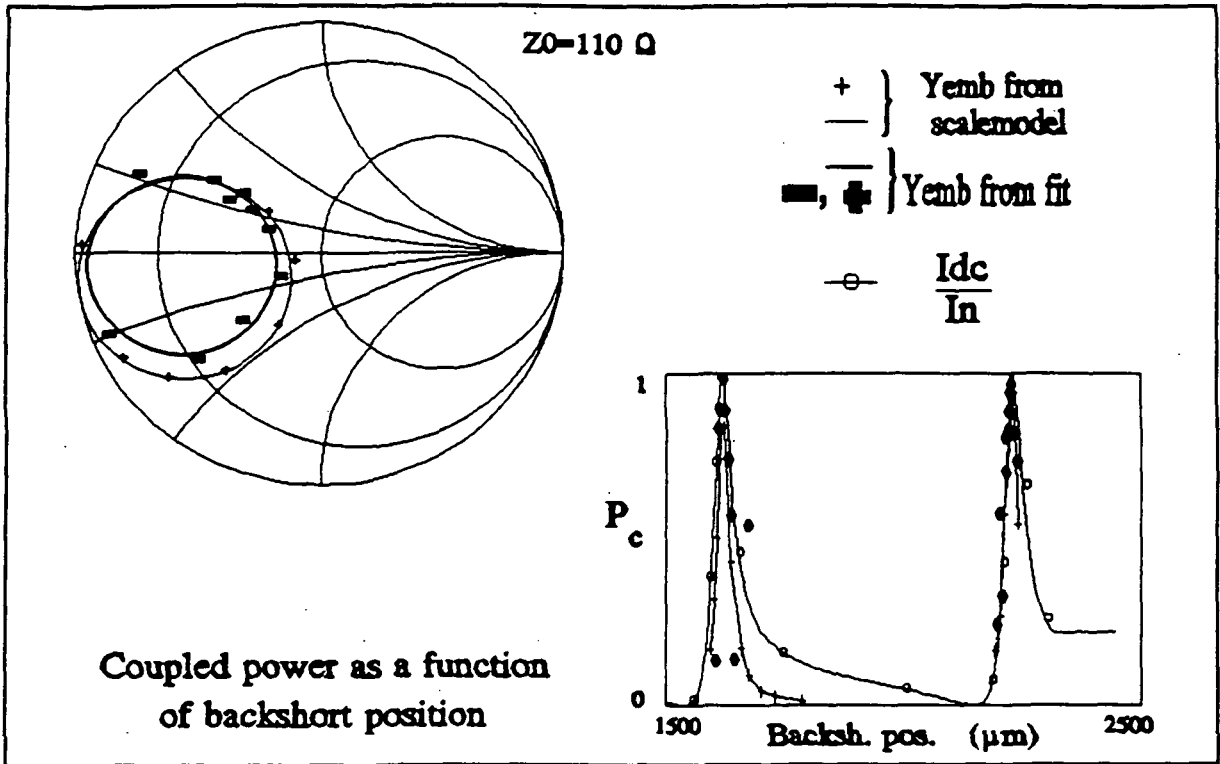 Z0=110 Ω
+ } Yemb from
scalemodel
▬, ✚ } Yemb from fit
Idc
In
1
P_c
0
1500
Backsh. pos. (μm)
2500
Coupled power as a function
of backshort position